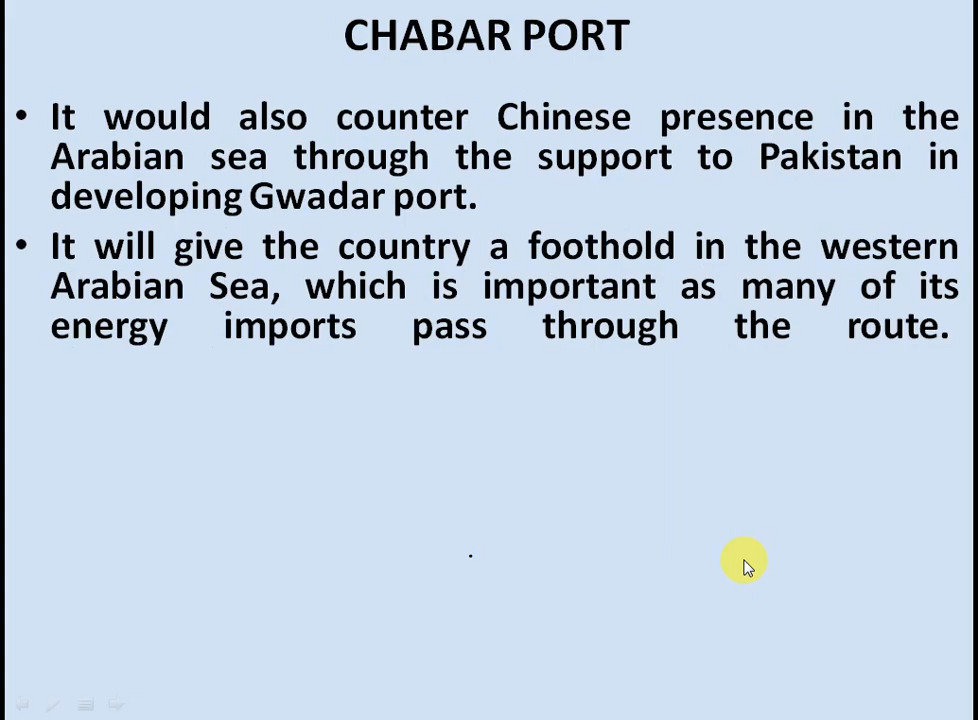 CHABAR PORT
• It would also counter Chinese presence in the
Arabian sea through the support to Pakistan in
developing Gwadar port.
• It will give the country a foothold in the western
Arabian Sea, which is important as many of its
energy imports pass through the route.
.